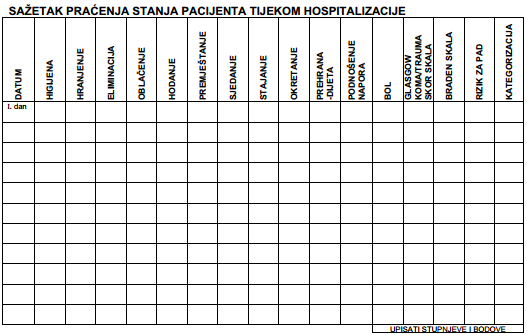 SAŽETAK PRAĆENJA STANJA PACIJENTA TIJEKOM HOSPITALIZACIJE
DATUM
HIGIJENA
HRANJENJE
ELIMINACIJA
OBLAČENJE
HODANJE
PREMJEŠTANJE
SJEDANJE
STAJANJE
OKRETANJE
PREHRANA
-DIJETA
PODNOŠENJE
NAPORA
BOL
GLASGOW
KOMA/TRAUMA
SKOR SKALA
BRADEN SKALA
RIZIK ZA PAD
KATEGORIZACIJA
I. dan
UPISATI STUPNJEVE I BODOVE